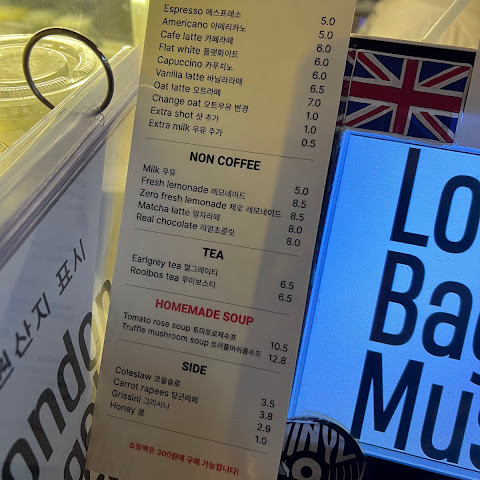 Espresso 에스프레소 5.0
Americano 아메리카노 5.0
Cafe latte 카페라떼 6.0
Flat white 플랫화이트 6.0
Capuccino 카푸치노 6.0
Vanilla latte 바닐라라떼 6.5
Oat latte 오트라떼 7.0
Change oat 오트우유 변경 1.0
Extra shot 샷 추가 1.0
Extra milk 우유 추가 0.5
NON COFFEE
Milk 우유 5.0
Fresh lemonade 레모네이드 8.5
Zero fresh lemonade 제로 레모네이드 8.5
Matcha latte 말차라떼 8.0
Real chocolate 리얼초콜릿 8.0
TEA
Earlgrey tea 얼그레이티 6.5
Rooibos tea 루이보스티 6.5
HOMEMADE SOUP
Tomato rose soup 토마토로제수프 10.5
Truffle mushroom soup 트러플머쉬룸수프 12.8
SIDE
Coleslaw 코울슬로 3.5
Carrot rapees 당근라페 3.8
Grissini 그리시니 2.9
Honey 꿀 1.0
쇼핑백은 300원에 구매 가능합니다!
원산지 표시
ondon
Lo
Bag
Mus
VINYL